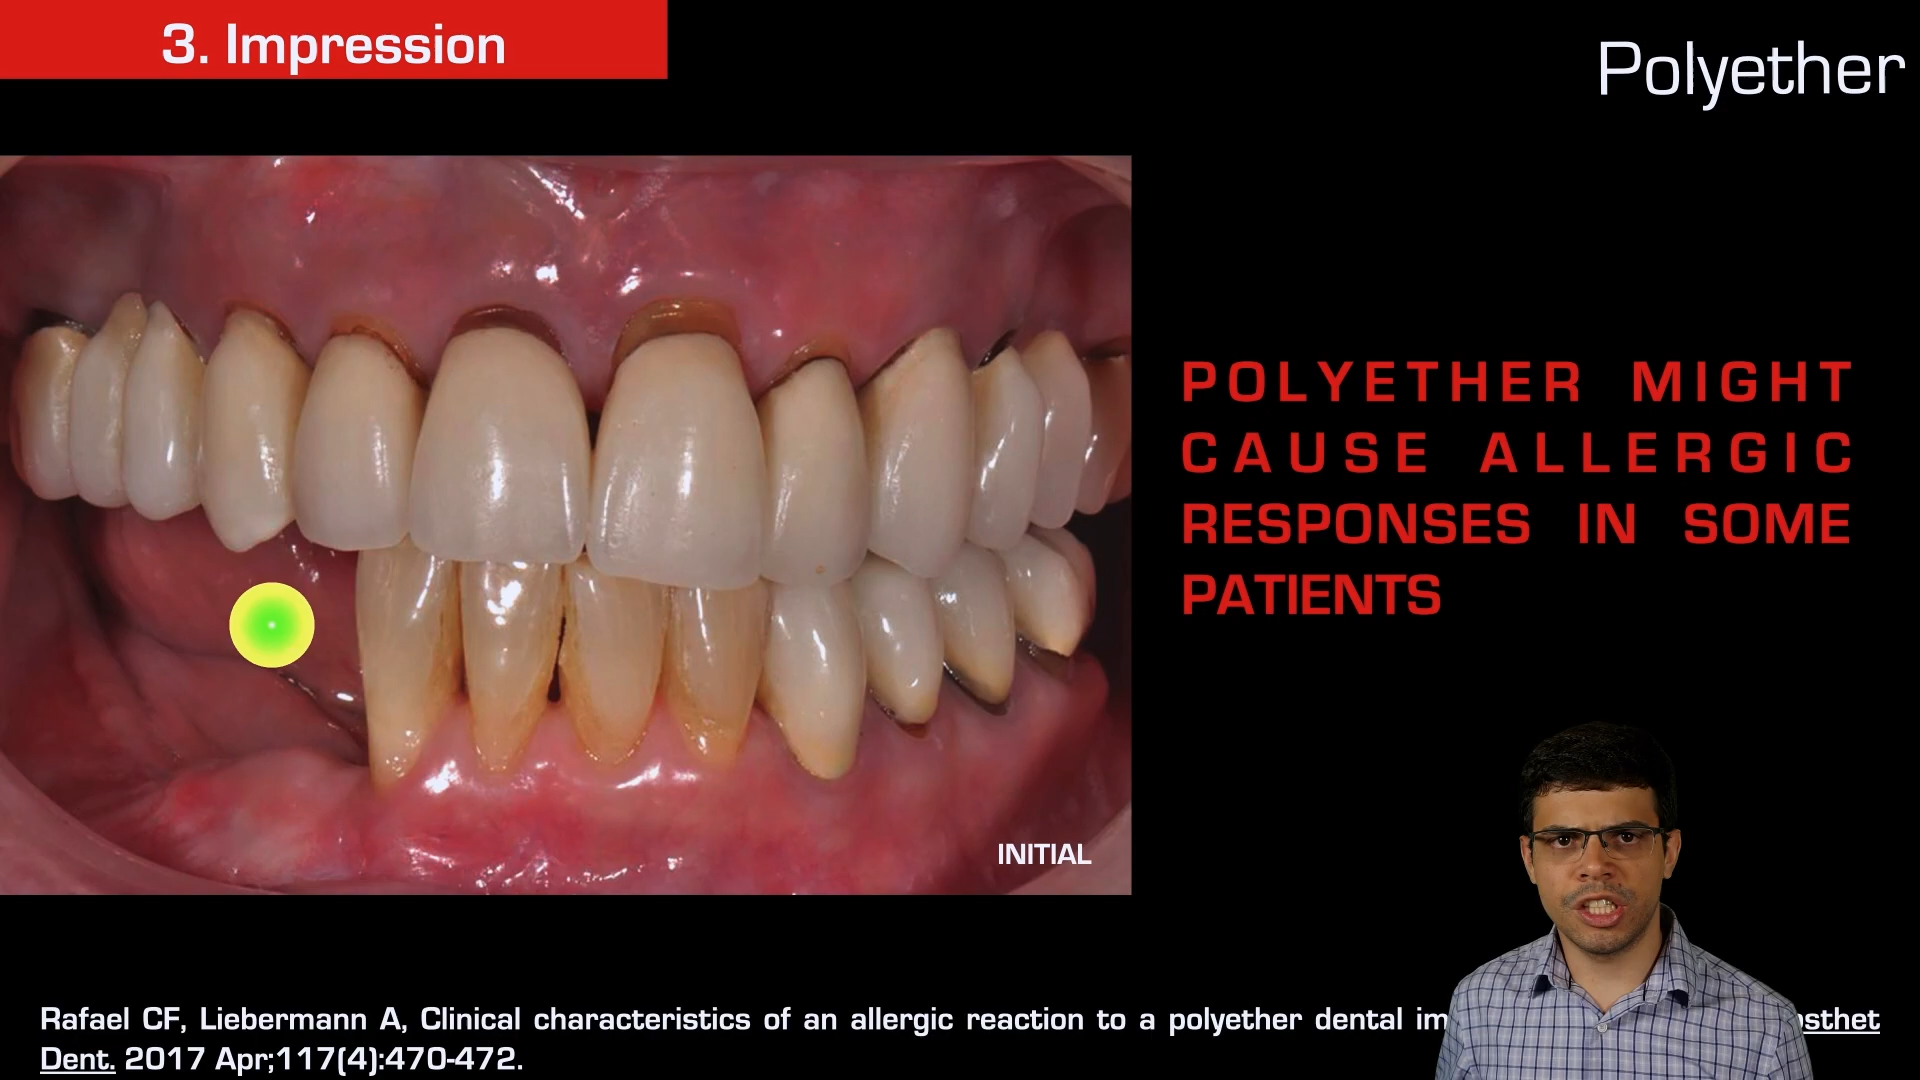 3. Impression
Polyether
POLYETHER MIGHT
CAUSE ALLERGIC
RESPONSES IN SOME
PATIENTS
INITIAL
Rafael CF, Liebermann A, Clinical characteristics of an allergic reaction to a polyether dental
Dent. 2017 Apr;117(4):470-472.